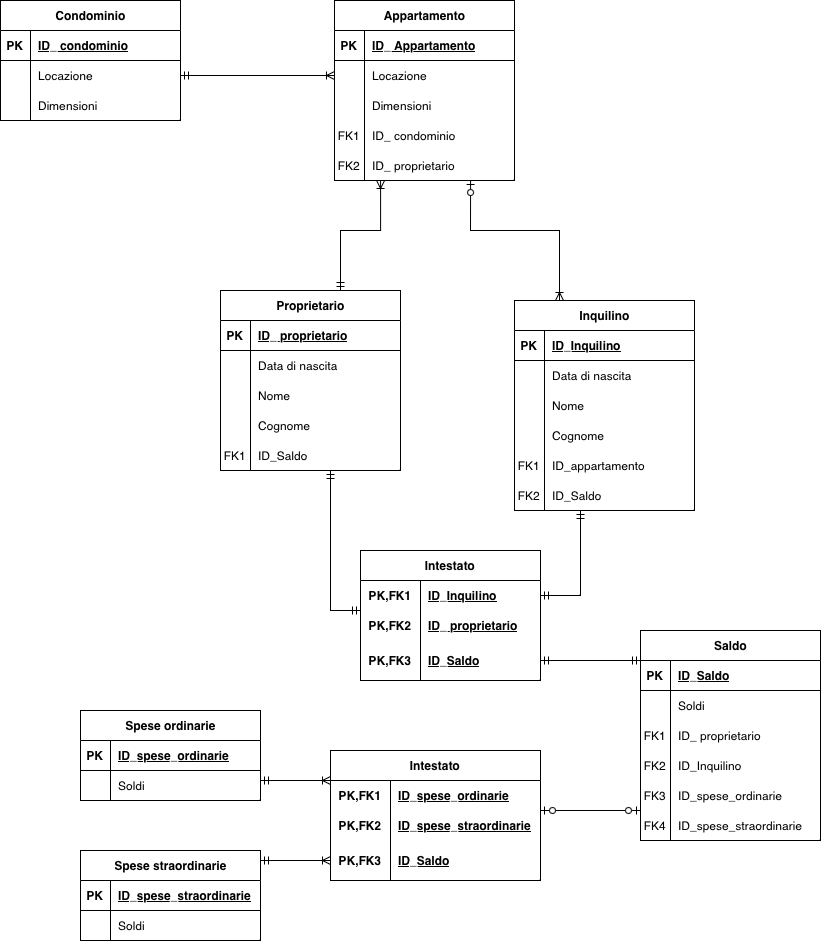 Condominio
PK ID_ condominio
Locazione
Dimensioni
Appartamento
PK ID_ Appartamento
Locazione
Dimensioni
FK1 ID_ condominio
FK2 ID_ proprietario
Proprietario
PK ID_ proprietario
Data di nascita
Nome
Cognome
FK1 ID_Saldo
Inquilino
PK ID_Inquilino
Data di nascita
Nome
Cognome
FK1 ID_appartamento
FK2 ID_Saldo
Intestato
PK,FK1 ID_Inquilino
PK,FK2 ID_ proprietario
PK,FK3 ID_Saldo
Saldo
PK ID_Saldo
Soldi
FK1 ID_ proprietario
FK2 ID_Inquilino
FK3 ID_spese_ordinarie
FK4 ID_spese_straordinarie
Spese ordinarie
PK ID_spese_ordinarie
Soldi
Intestato
PK,FK1 ID_spese_ordinarie
PK,FK2 ID_spese_straordinarie
PK,FK3 ID_Saldo
Spese straordinarie
PK ID_spese_straordinarie
Soldi